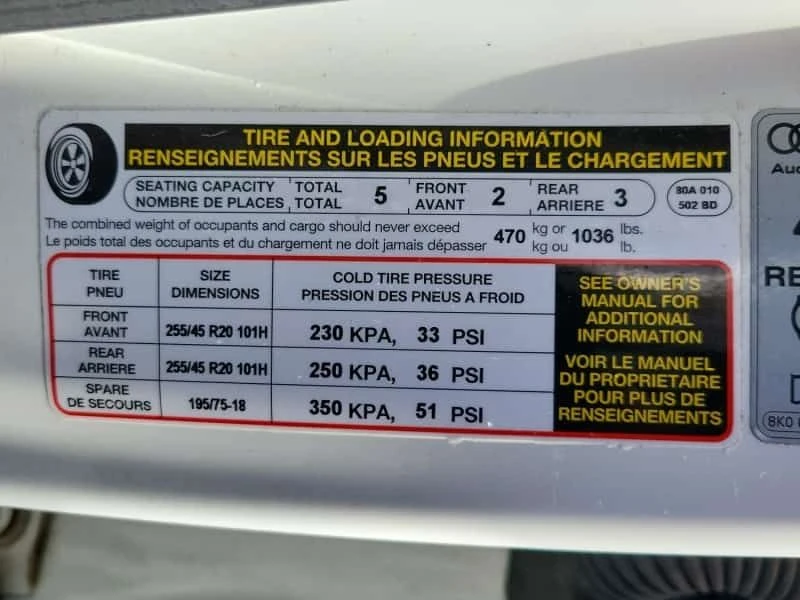 TIRE AND LOADING INFORMATION
RENSEIGNEMENTS SUR LES PNEUS ET LE CHARGEMENT
SEATING CAPACITY TOTAL 5 FRONT 2 REAR 3
NOMBRE DE PLACES TOTAL AVANT ARRIERE
80A 010
502 BD
The combined weight of occupants and cargo should never exceed 470 kg or 1036 lbs.
Le poids total des occupants et du chargement ne doit jamais dépasser kg ou lb.
TIRE SIZE COLD TIRE PRESSURE
PNEU DIMENSIONS PRESSION DES PNEUS A FROID
FRONT
AVANT 255/45 R20 101H 230 KPA, 33 PSI
REAR
ARRIERE 255/45 R20 101H 250 KPA, 36 PSI
SPARE
DE SECOURS 195/75-18 350 KPA, 51 PSI
SEE OWNER'S
MANUAL FOR
ADDITIONAL
INFORMATION
VOIR LE MANUEL
DU PROPRIETAIRE
POUR PLUS DE
RENSEIGNEMENTS
Aud
RE
8K0